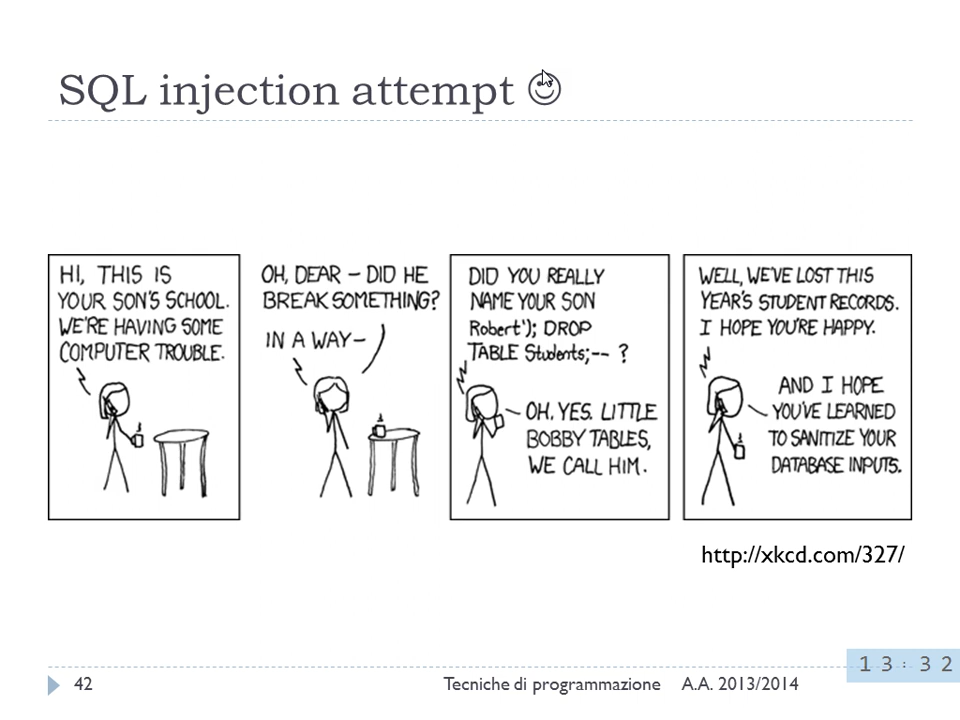 SQL injection attempt ☺
HI, THIS IS
YOUR SON'S SCHOOL.
WE'RE HAVING SOME
COMPUTER TROUBLE.
OH, DEAR – DID HE
BREAK SOMETHING?
IN A WAY–
DID YOU REALLY
NAME YOUR SON
Robert'); DROP
TABLE Students;-- ?
OH, YES. LITTLE
BOBBY TABLES,
WE CALL HIM.
WELL, WE'VE LOST THIS
YEAR'S STUDENT RECORDS.
I HOPE YOU'RE HAPPY.
AND I HOPE
YOU'VE LEARNED
TO SANITIZE YOUR
DATABASE INPUTS.
http://xkcd.com/327/
13:32
42 Tecniche di programmazione A.A. 2013/2014